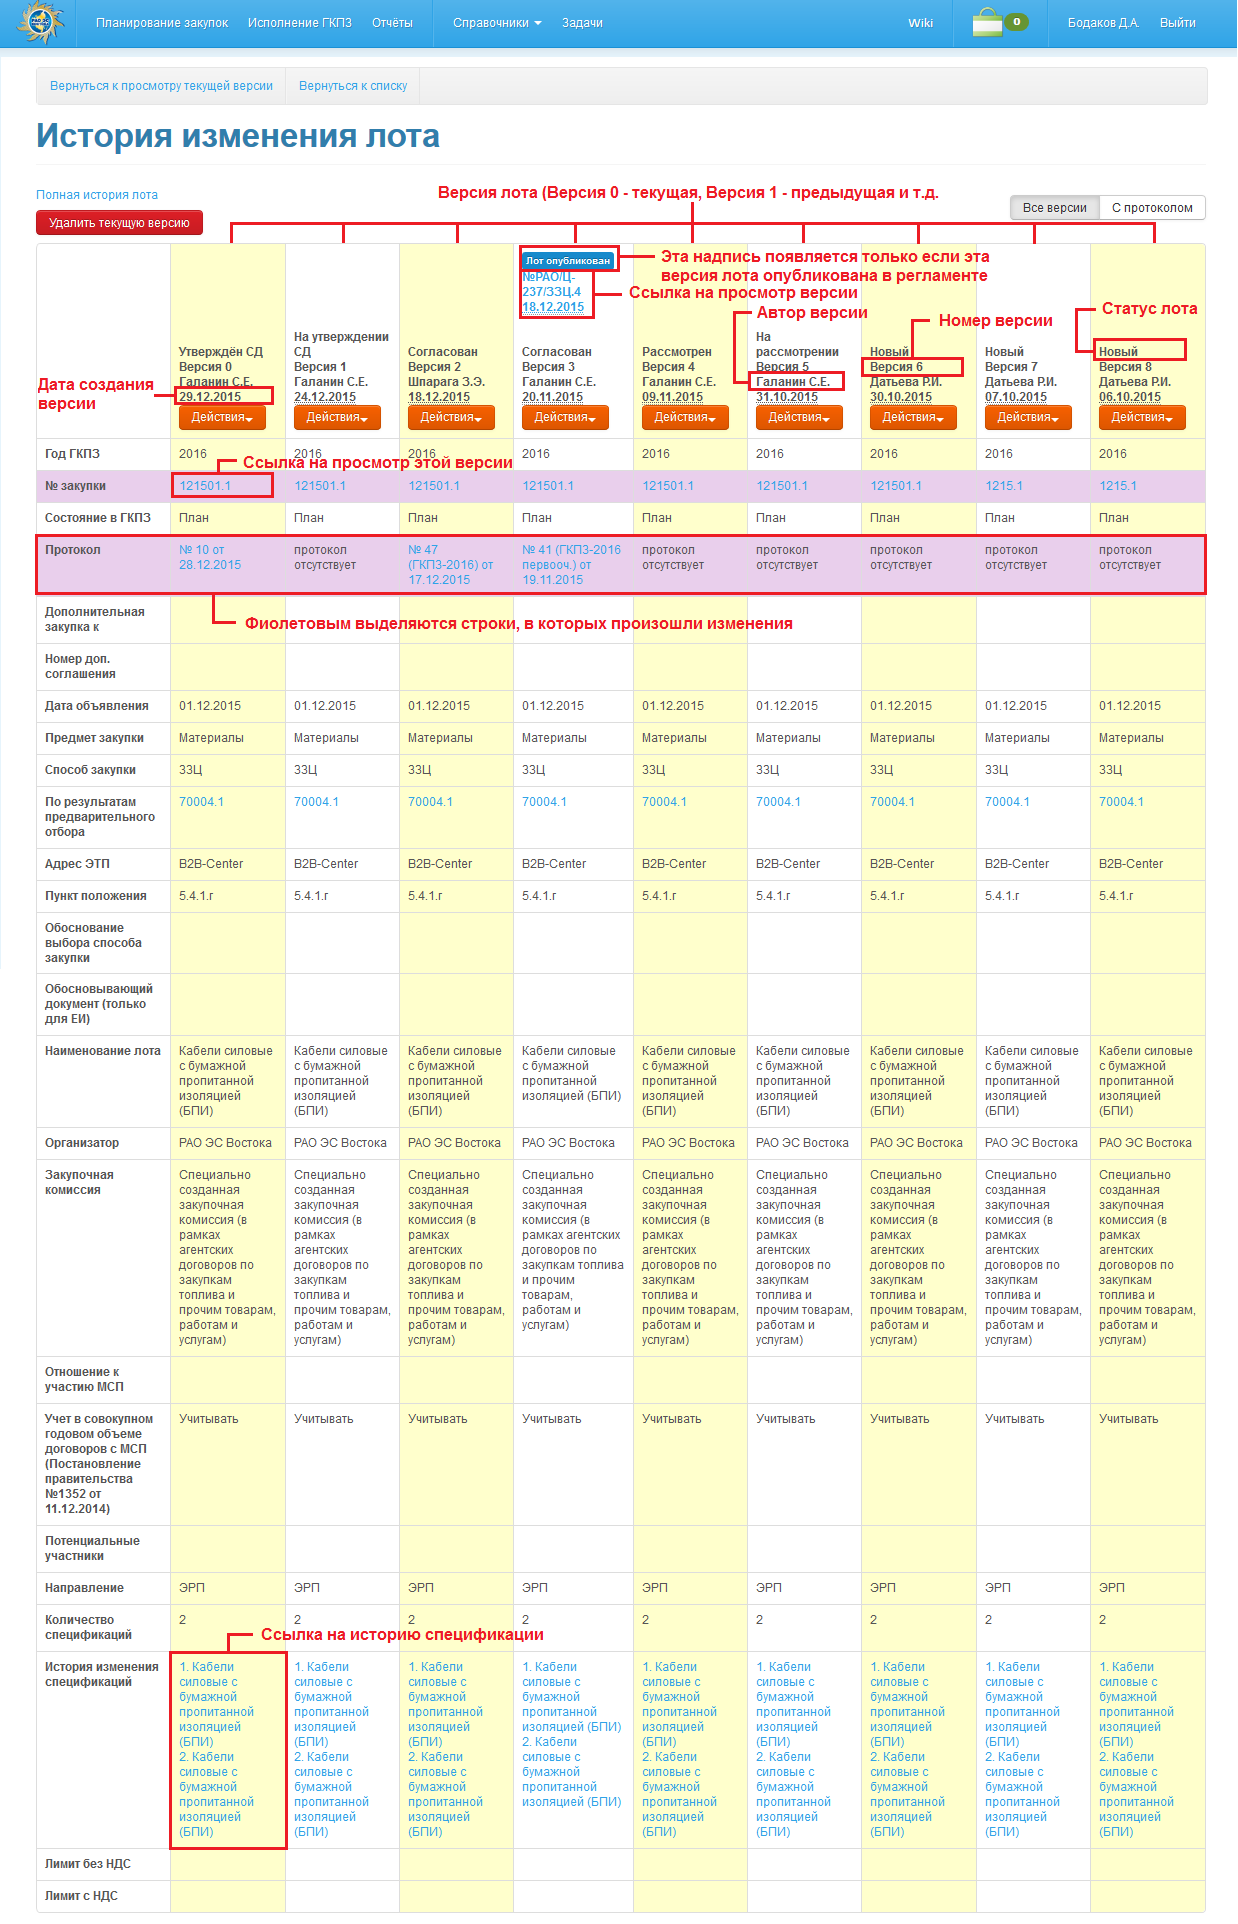 Планирование закупок Исполнение ГКПЗ Отчёты Справочники Задачи Wiki 0 Бодаков Д.А. Выйти
Вернуться к просмотру текущей версии Вернуться к списку
История изменения лота
Полная история лота
Удалить текущую версию
Версия лота (Версия 0 - текущая, Версия 1 - предыдущая и т.д.
Все версии С протоколом
Лот опубликован
№РАО/Ц-
237/ЗЗЦ.4
18.12.2015
Эта надпись появляется только если эта
версия лота опубликована в регламенте
Ссылка на просмотр версии
Автор версии
Номер версии
Статус лота
Дата создания
версии
Утверждён СД
Версия 0
Галанин С.Е.
29.12.2015
Действия
На утверждении
СД
Версия 1
Галанин С.Е.
24.12.2015
Действия
Согласован
Версия 2
Шпарага Э.Э.
18.12.2015
Действия
Согласован
Версия 3
Галанин С.Е.
20.11.2015
Действия
Рассмотрен
Версия 4
Галанин С.Е.
09.11.2015
Действия
На
рассмотрении
Версия 5
Галанин С.Е.
31.10.2015
Действия
Новый
Версия 6
Датьева Р.И.
30.10.2015
Действия
Новый
Версия 7
Датьева Р.И.
07.10.2015
Действия
Новый
Версия 8
Датьева Р.И.
06.10.2015
Действия
Год ГКПЗ 2016 2016 2016 2016 2016 2016 2016 2016 2016
Ссылка на просмотр этой версии
№ закупки 121501.1 121501.1 121501.1 121501.1 121501.1 121501.1 121501.1 1215.1 1215.1
Состояние в ГКПЗ План План План План План План План План План
Протокол
№ 10 от
28.12.2015
протокол
отсутствует
№ 47
(ГКПЗ-2016) от
17.12.2015
№ 41 (ГКПЗ-2016
первооч.) от
19.11.2015
протокол
отсутствует
протокол
отсутствует
протокол
отсутствует
протокол
отсутствует
протокол
отсутствует
Фиолетовым выделяются строки, в которых произошли изменения
Дополнительная
закупка к
Номер доп.
соглашения
Дата объявления 01.12.2015 01.12.2015 01.12.2015 01.12.2015 01.12.2015 01.12.2015 01.12.2015 01.12.2015 01.12.2015
Предмет закупки Материалы Материалы Материалы Материалы Материалы Материалы Материалы Материалы Материалы
Способ закупки ЗЗЦ ЗЗЦ ЗЗЦ ЗЗЦ ЗЗЦ ЗЗЦ ЗЗЦ ЗЗЦ ЗЗЦ
По результатам 70004.1 70004.1 70004.1 70004.1 70004.1 70004.1 70004.1 70004.1 70004.1
предварительного
отбора
Адрес ЭТП B2B-Center B2B-Center B2B-Center B2B-Center B2B-Center B2B-Center B2B-Center B2B-Center B2B-Center
Пункт положения 5.4.1.г 5.4.1.г 5.4.1.г 5.4.1.г 5.4.1.г 5.4.1.г 5.4.1.г 5.4.1.г 5.4.1.г
Обоснование
выбора способа
закупки
Обосновывающий
документ (только
для ЕИ)
Наименование лота Кабели силовые Кабели силовые Кабели силовые Кабели силовые Кабели силовые Кабели силовые Кабели силовые Кабели силовые Кабели силовые
с бумажной с бумажной с бумажной с бумажной с бумажной с бумажной с бумажной с бумажной с бумажной
пропитанной пропитанной пропитанной пропитанной пропитанной пропитанной пропитанной пропитанной пропитанной
изоляцией изоляцией изоляцией изоляцией (БПИ) изоляцией изоляцией изоляцией изоляцией изоляцией
(БПИ) (БПИ) (БПИ) (БПИ) (БПИ) (БПИ) (БПИ) (БПИ)
Организатор РАО ЭС Востока РАО ЭС Востока РАО ЭС Востока РАО ЭС Востока РАО ЭС Востока РАО ЭС Востока РАО ЭС Востока РАО ЭС Востока РАО ЭС Востока
Закупочная Специально Специально Специально Специально Специально Специально Специально Специально Специально
комиссия созданная созданная созданная созданная созданная созданная созданная созданная созданная
закупочная закупочная закупочная закупочная закупочная закупочная закупочная закупочная закупочная
комиссия (в комиссия (в комиссия (в комиссия (в комиссия (в комиссия (в комиссия (в комиссия (в комиссия (в
рамках рамках рамках рамках агентских рамках рамках рамках рамках рамках
агентских агентских агентских договоров по агентских агентских агентских агентских агентских
договоров по договоров по договоров по закупкам топлива договоров по договоров по договоров по договоров по договоров по
закупкам закупкам закупкам и прочим закупкам закупкам закупкам закупкам закупкам
топлива и топлива и топлива и товарам, топлива и топлива и топлива и топлива и топлива и
прочим товарам, прочим товарам, прочим товарам, работам и прочим товарам, прочим товарам, прочим товарам, прочим товарам, прочим товарам,
работам и работам и работам и услугам) работам и работам и работам и работам и работам и
услугам) услугам) услугам) услугам) услугам) услугам) услугам) услугам)
Отношение к
участию МСП
Учет в совокупном Учитывать Учитывать Учитывать Учитывать Учитывать Учитывать Учитывать Учитывать Учитывать
годовом объеме
договоров с МСП
(Постановление
правительства
№1352 от
11.12.2014)
Потенциальные
участники
Направление ЭРП ЭРП ЭРП ЭРП ЭРП ЭРП ЭРП ЭРП ЭРП
Количество 2 2 2 2 2 2 2 2 2
спецификаций
Ссылка на историю спецификации
История изменения 1. Кабели 1. Кабели 1. Кабели 1. Кабели 1. Кабели 1. Кабели 1. Кабели 1. Кабели 1. Кабели
спецификаций силовые с силовые с силовые с силовые с силовые с силовые с силовые с силовые с силовые с
бумажной бумажной бумажной бумажной бумажной бумажной бумажной бумажной бумажной
пропитанной пропитанной пропитанной пропитанной пропитанной пропитанной пропитанной пропитанной пропитанной
изоляцией изоляцией изоляцией изоляцией (БПИ) изоляцией изоляцией изоляцией изоляцией изоляцией
(БПИ) (БПИ) (БПИ) 2. Кабели (БПИ) (БПИ) (БПИ) (БПИ) (БПИ)
2. Кабели 2. Кабели 2. Кабели силовые с 2. Кабели 2. Кабели 2. Кабели 2. Кабели 2. Кабели
силовые с силовые с силовые с бумажной силовые с силовые с силовые с силовые с силовые с
бумажной бумажной бумажной пропитанной бумажной бумажной бумажной бумажной бумажной
пропитанной пропитанной пропитанной изоляцией (БПИ) пропитанной пропитанной пропитанной пропитанной пропитанной
изоляцией изоляцией изоляцией изоляцией изоляцией изоляцией изоляцией изоляцией
(БПИ) (БПИ) (БПИ) (БПИ) (БПИ) (БПИ) (БПИ) (БПИ)
Лимит без НДС
Лимит с НДС